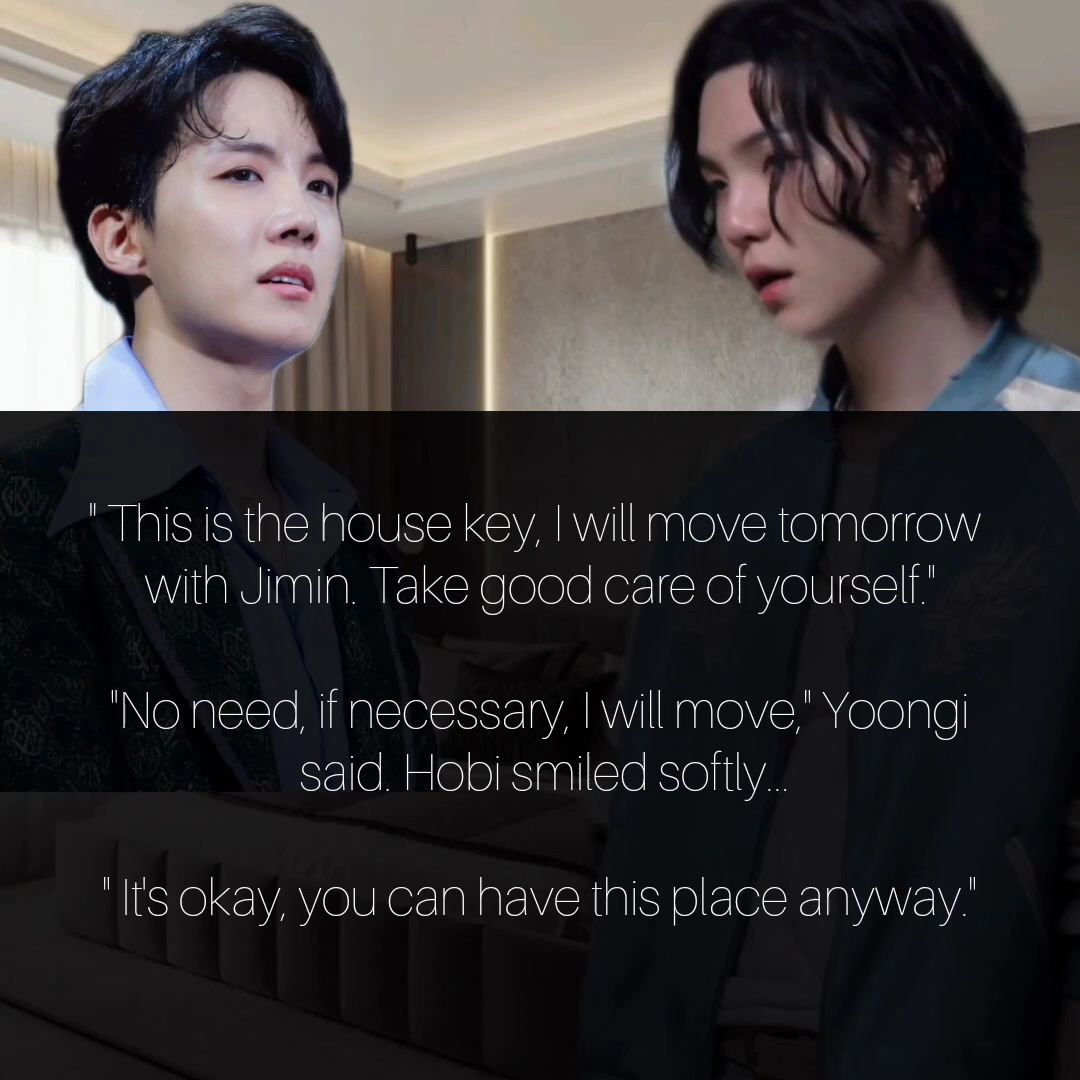 " This is the house key, I will move tomorrow
with Jimin. Take good care of yourself."
"No need, if necessary, I will move," Yoongi
said. Hobi smiled softly...
" It's okay, you can have this place anyway."